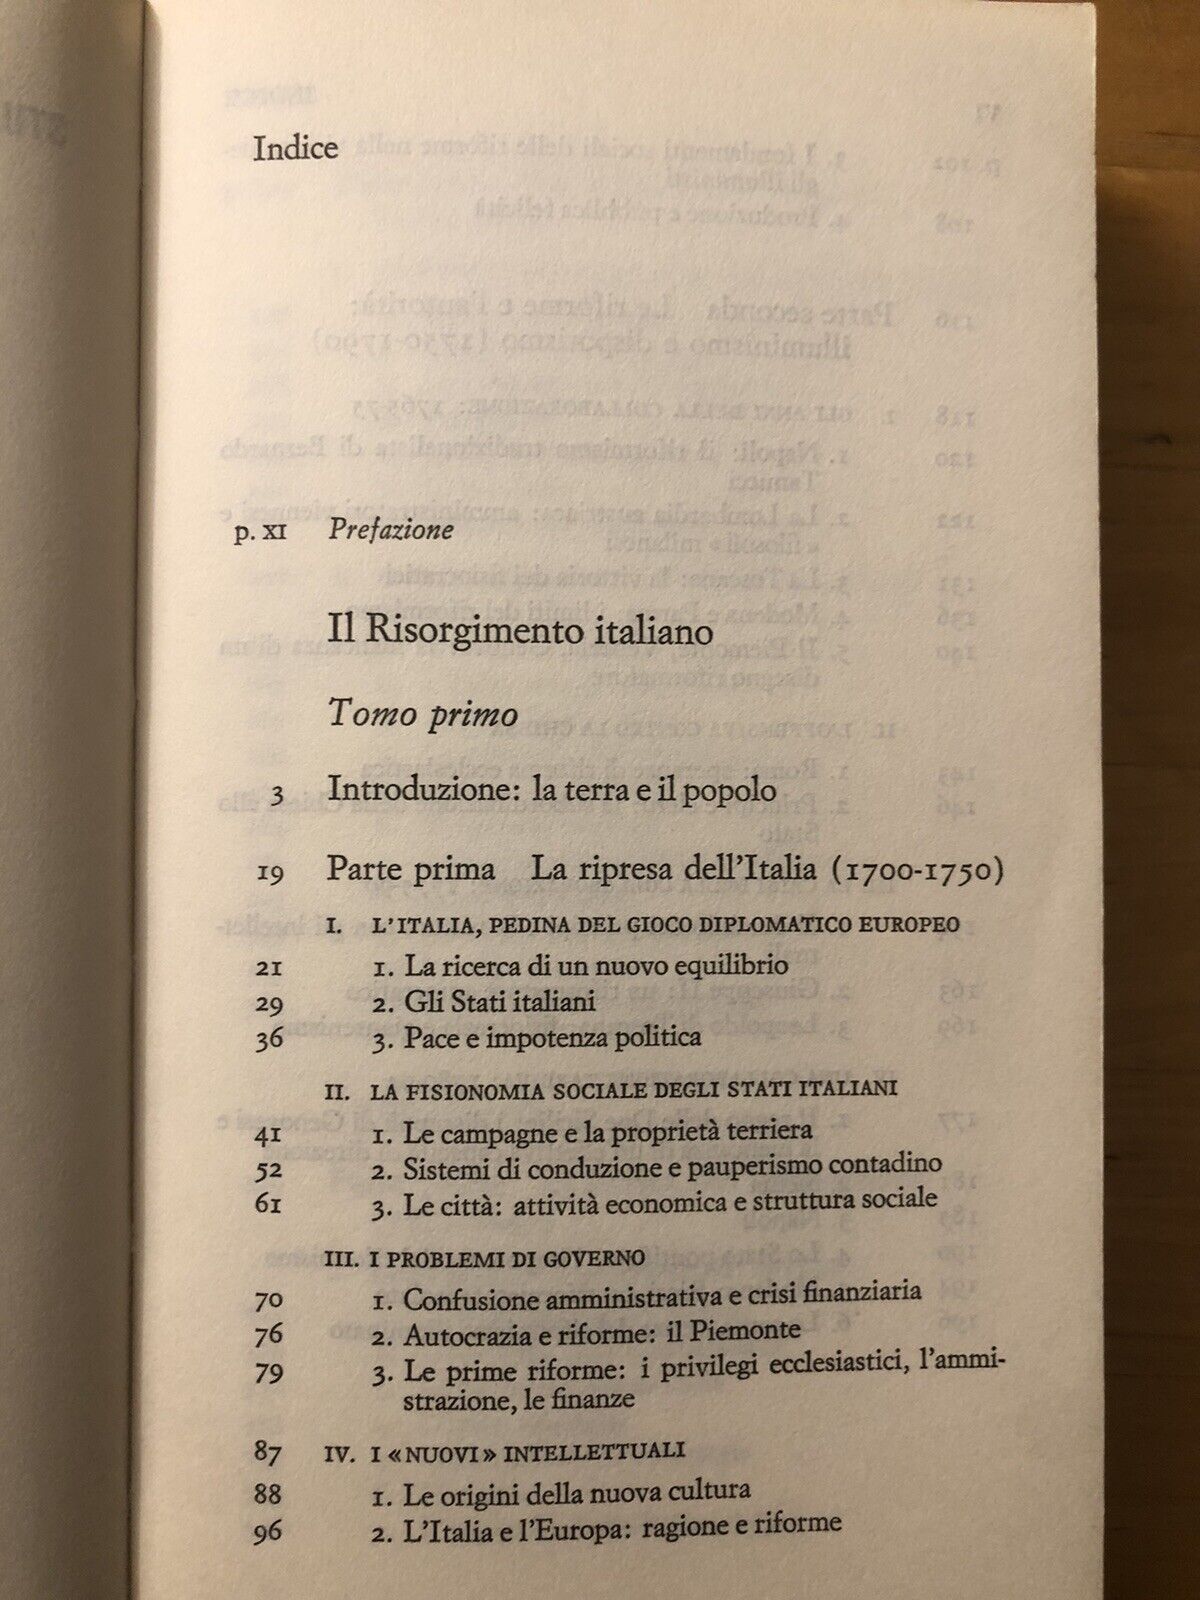 Indice
p. XI Prefazione
Il Risorgimento italiano
Tomo primo
3 Introduzione: la terra e il popolo
19 Parte prima La ripresa dell'Italia (1700-1750)
I. L'ITALIA, PEDINA DEL GIOCO DIPLOMATICO EUROPEO
21 1. La ricerca di un nuovo equilibrio
29 2. Gli Stati italiani
36 3. Pace e impotenza politica
II. LA FISIONOMIA SOCIALE DEGLI STATI ITALIANI
41 1. Le campagne e la proprietà terriera
52 2. Sistemi di conduzione e pauperismo contadino
61 3. Le città: attività economica e struttura sociale
III. I PROBLEMI DI GOVERNO
70 1. Confusione amministrativa e crisi finanziaria
76 2. Autocrazia e riforme: il Piemonte
79 3. Le prime riforme: i privilegi ecclesiastici, l'ammi-
strazione, le finanze
87 IV. I «NUOVI» INTELLETTUALI
88 1. Le origini della nuova cultura
96 2. L'Italia e l'Europa: ragione e riforme